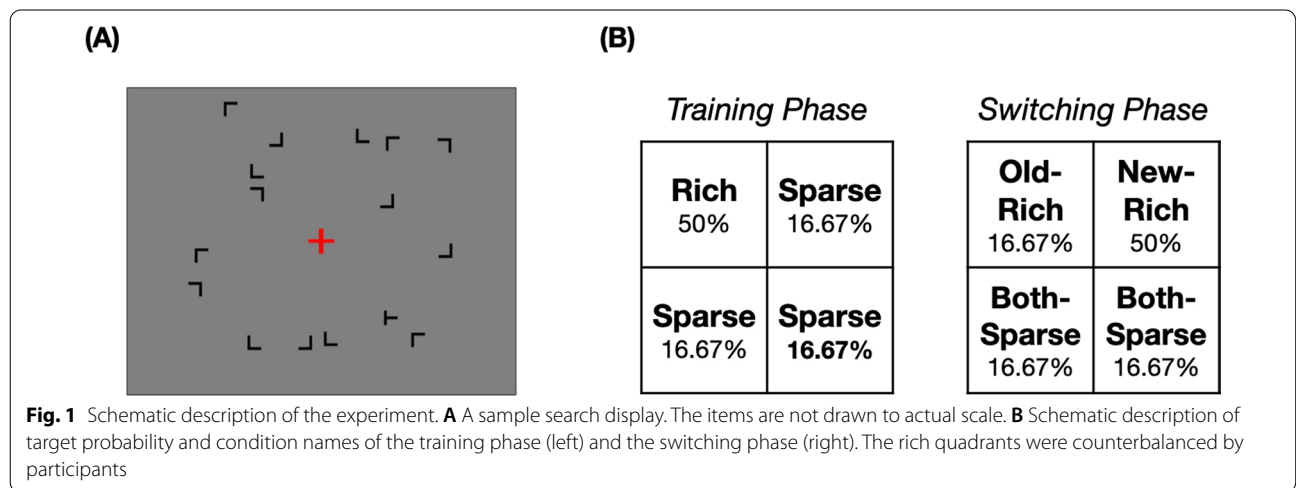 (A)
(B)
Training Phase
Switching Phase
Rich
50%
Sparse
16.67%
Sparse
16.67%
Sparse
16.67%
Old-
Rich
16.67%
New-
Rich
50%
Both-
Sparse
16.67%
Both-
Sparse
16.67%
Fig. 1 Schematic description of the experiment. A A sample search display. The items are not drawn to actual scale. B Schematic description of
target probability and condition names of the training phase (left) and the switching phase (right). The rich quadrants were counterbalanced by
participants